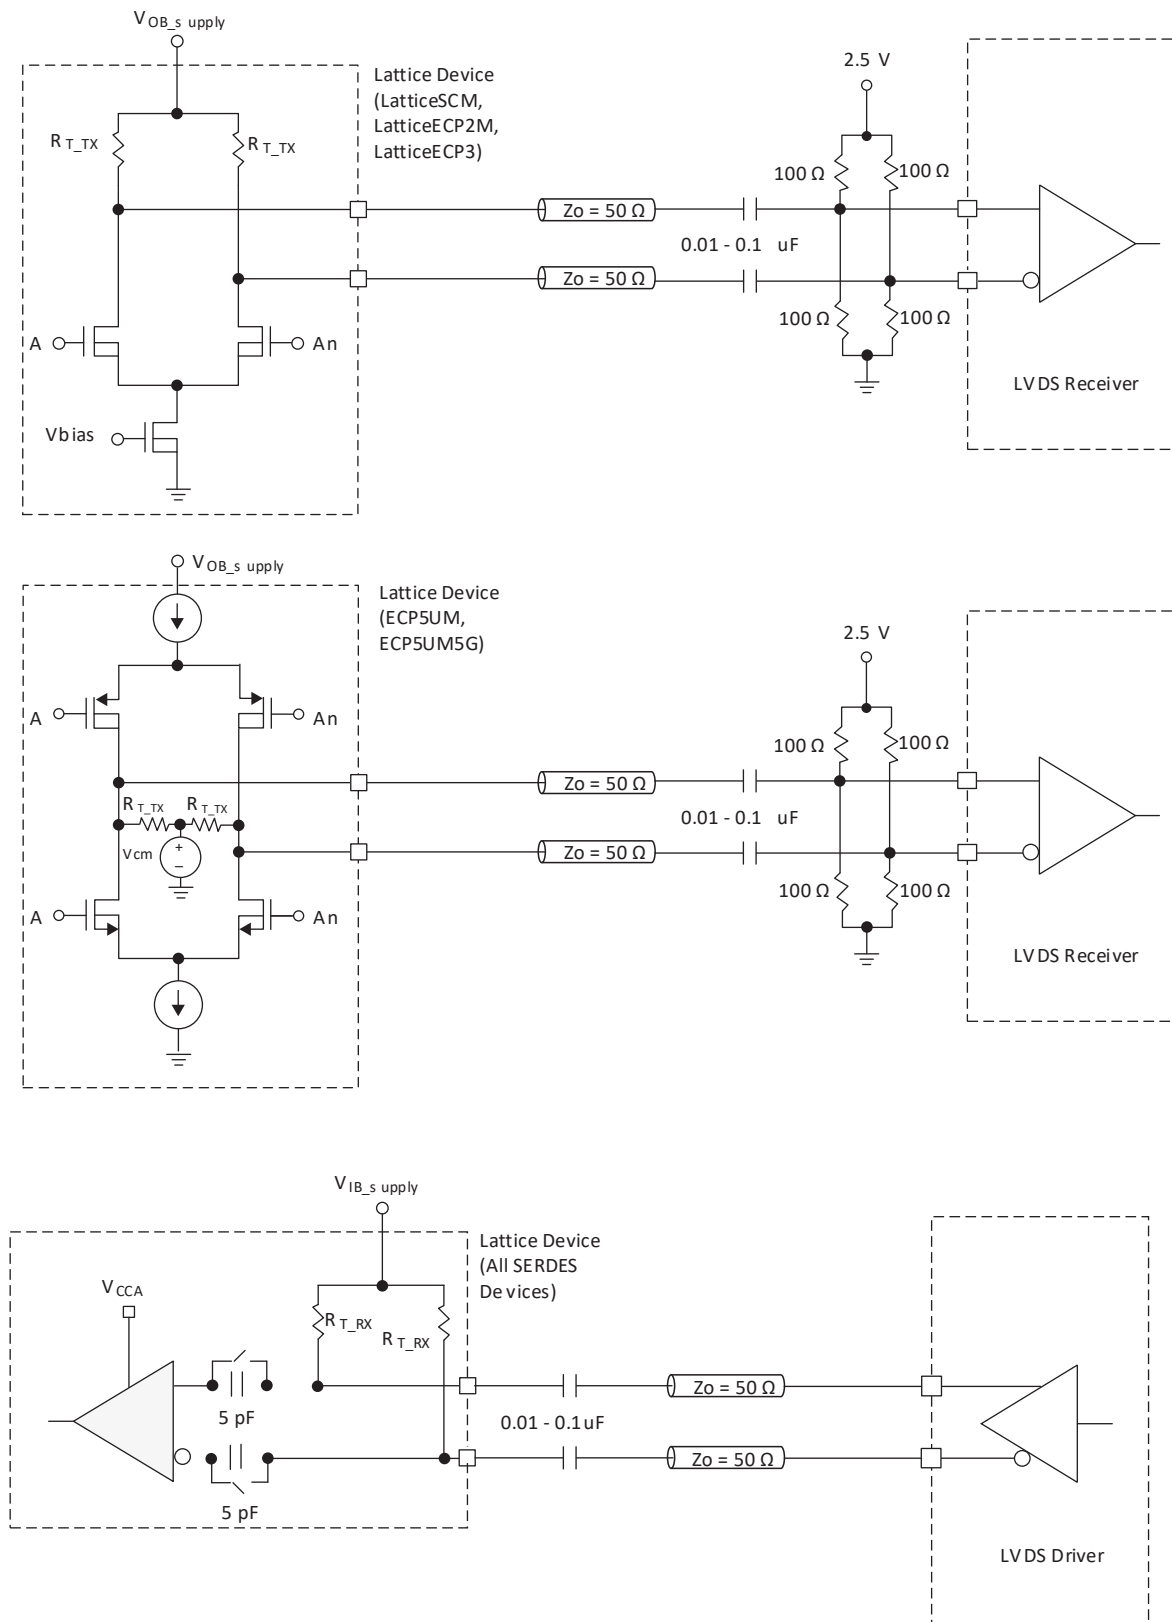 VOB_s upply
Lattice Device
(LatticeSCM,
LatticeECP2M,
LatticeECP3)
R T_TX
R T_TX
2.5 V
100 Ω
100 Ω
Zo = 50 Ω
0.01 - 0.1 uF
Zo = 50 Ω
100 Ω
100 Ω
A
An
Vbias
LVDS Receiver
VOB_s upply
Lattice Device
(ECP5UM,
ECP5UM5G)
2.5 V
A
An
100 Ω
100 Ω
Zo = 50 Ω
R T_TX
R T_TX
0.01 - 0.1 uF
Vcm
+
−
Zo = 50 Ω
100 Ω
100 Ω
A
An
LVDS Receiver
VIB_s upply
Lattice Device
(All SERDES
De vices)
VCCA
R T_RX
R T_RX
5 pF
Zo = 50 Ω
0.01 - 0.1uF
Zo = 50 Ω
5 pF
LVDS Driver